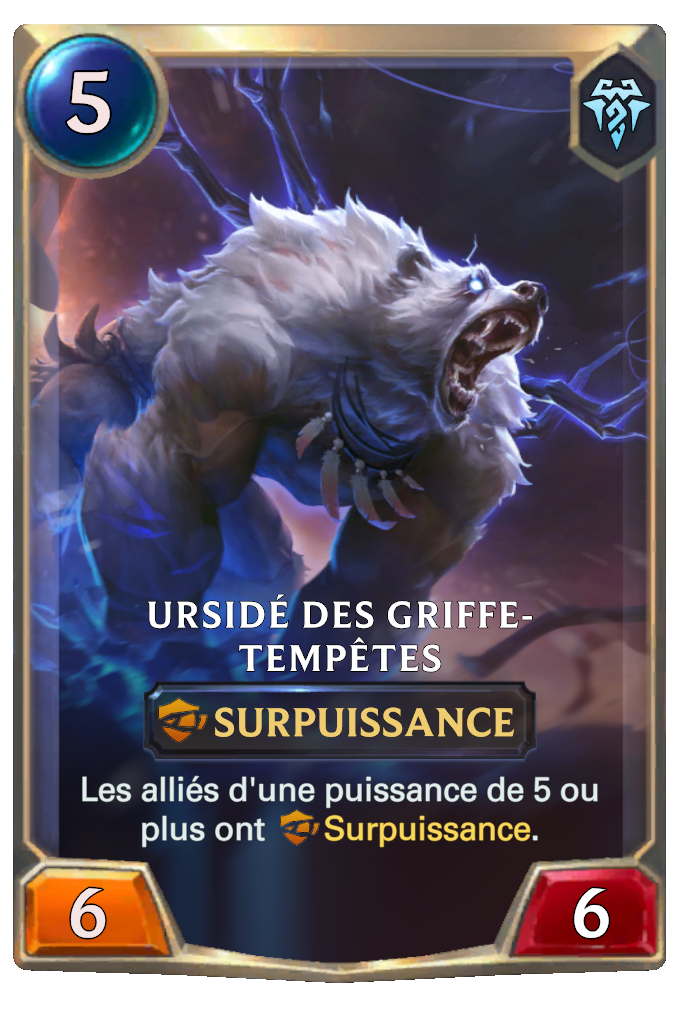 5
URSIDÉ DES GRIFFE-
TEMPÊTES
SURPUISSANCE
Les alliés d'une puissance de 5 ou
plus ont Surpuissance.
6
6